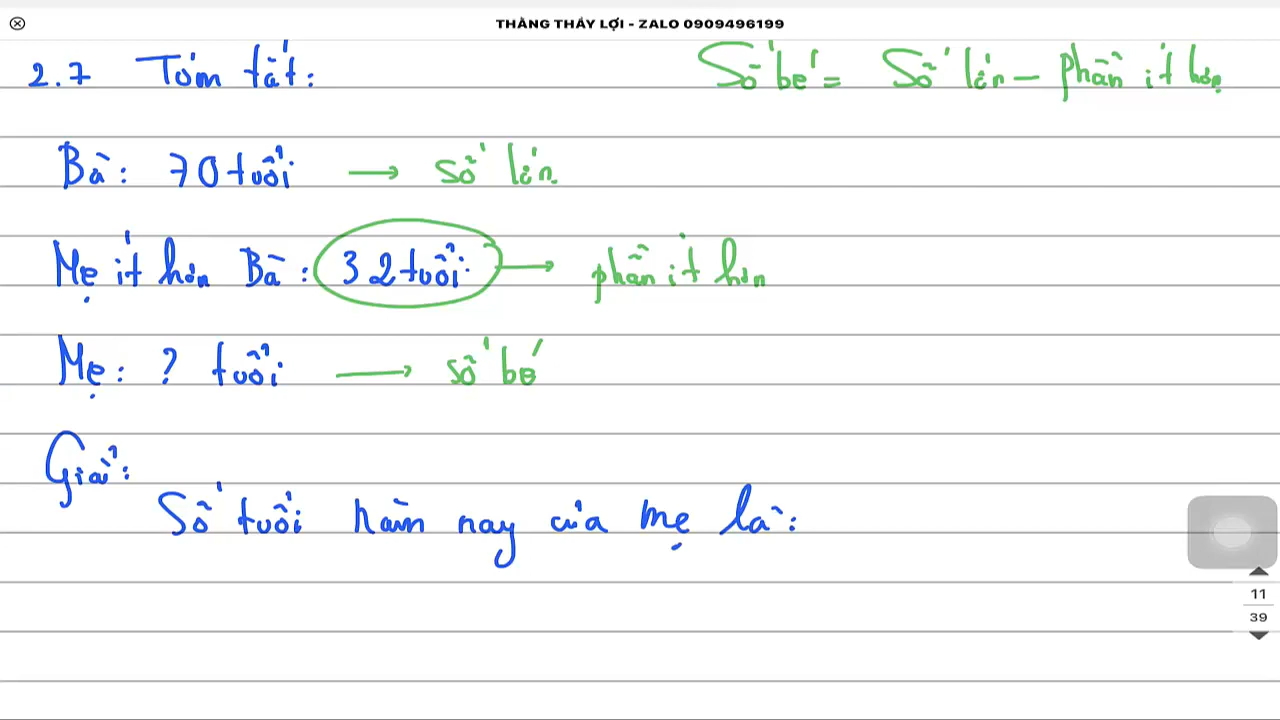 THẰNG THẦY LỢI - ZALO 0909496199
2.7 Tóm tắt:
Số bé = Số lớn - phần ít hơn
Bà: 70 tuổi → số lớn
Mẹ ít hơn Bà: 32 tuổi → phần ít hơn
Mẹ: ? tuổi → số bé
Giải:
Số tuổi năm nay của mẹ là:
11
39